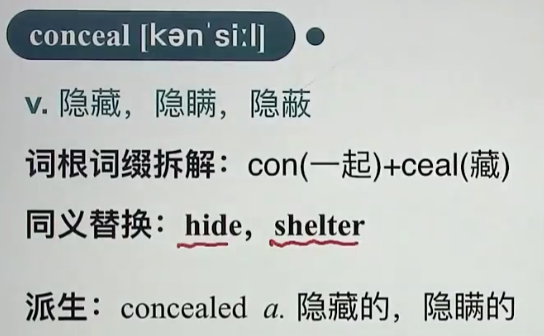 conceal [kənˈsiːl]
v. 隐藏，隐瞒，隐蔽
词根词缀拆解：con(一起)+ceal(藏)
同义替换：hide，shelter
派生：concealed a. 隐藏的，隐瞒的